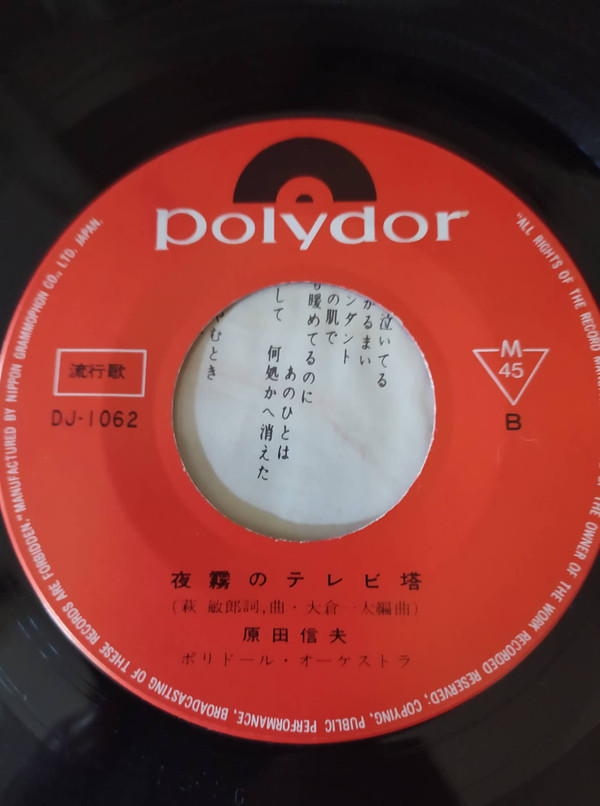 polydor
"ALL RIGHTS OF THE RECORD
OF THE OWNER OF THE WORK RECORDED RESERVED; COPYING, PUBLIC PERFORMANCE, BROADCASTING OF THESE RECORDS ARE FORBIDDEN." MANUFACTURED BY NIPPON GRAMMOPHON CO., LTD. JAPAN.
流行歌
DJ-1062
M
45
B
泣いてる
かるまい
ンダント
の肌で
も暖めてるのに
あのひとは
して 何処かへ消えた
むとき
夜霧のテレビ塔
(萩 敏郎詞,曲・大倉一太編曲)
原田信夫
ポリドール・オーケストラ